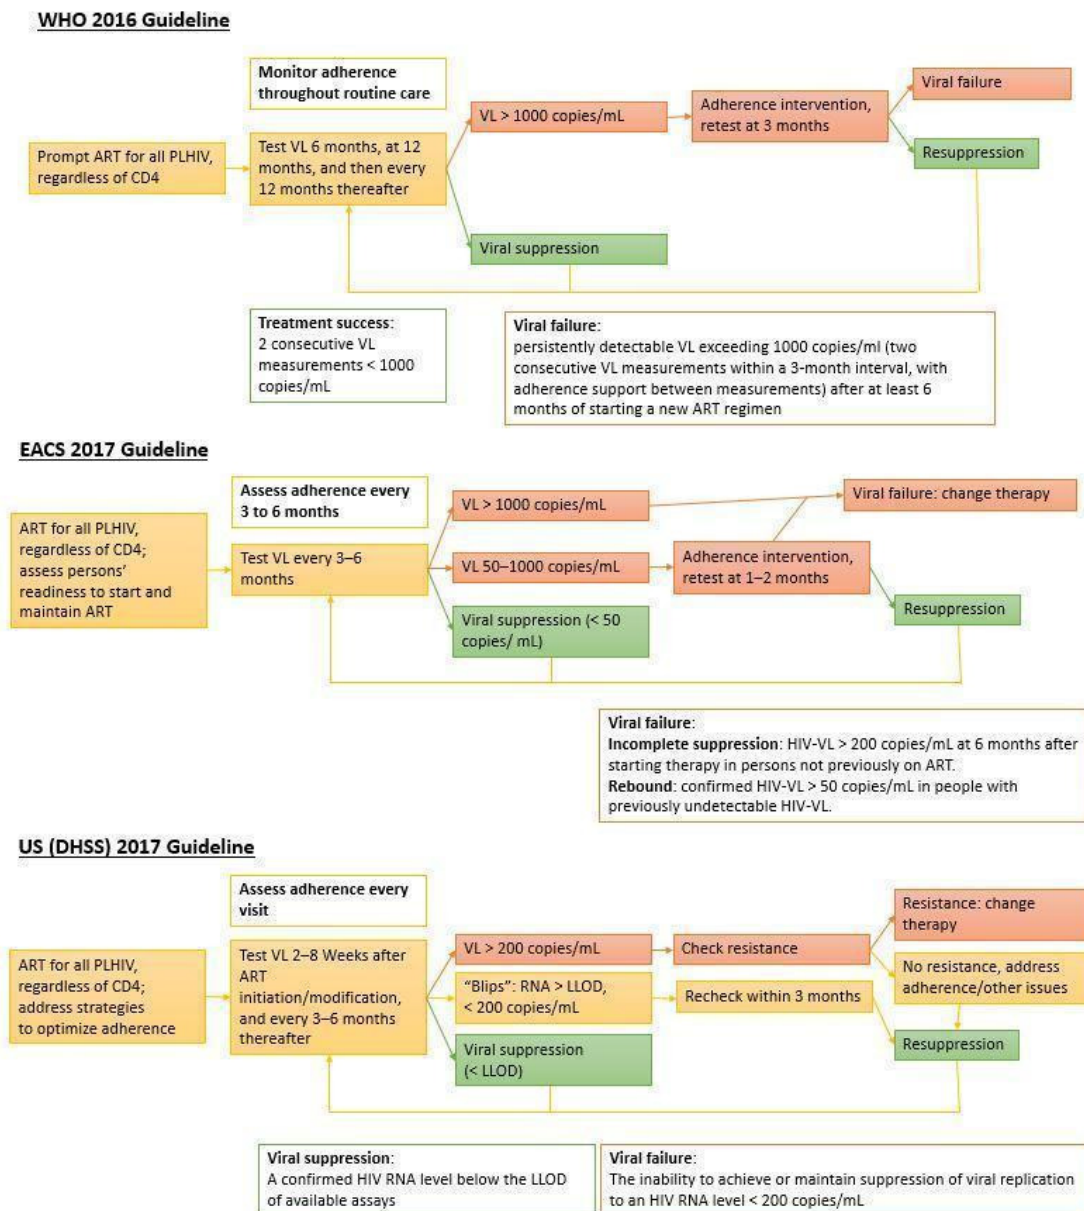 WHO 2016 Guideline
Monitor adherence
throughout routine care
Prompt ART for all PLHIV,
regardless of CD4
Test VL 6 months, at 12
months, and then every
12 months thereafter
VL > 1000 copies/mL
Adherence intervention,
retest at 3 months
Viral failure
Resuppression
Viral suppression
Treatment success:
2 consecutive VL
measurements < 1000
copies/mL
Viral failure:
persistently detectable VL exceeding 1000 copies/ml (two
consecutive VL measurements within a 3-month interval, with
adherence support between measurements) after at least 6
months of starting a new ART regimen
EACS 2017 Guideline
Assess adherence every
3 to 6 months
ART for all PLHIV,
regardless of CD4;
assess persons’
readiness to start and
maintain ART
Test VL every 3–6
months
VL > 1000 copies/mL
Viral failure: change therapy
VL 50–1000 copies/mL
Adherence intervention,
retest at 1–2 months
Resuppression
Viral suppression (< 50
copies/ mL)
Viral failure:
Incomplete suppression: HIV-VL > 200 copies/mL at 6 months after
starting therapy in persons not previously on ART.
Rebound: confirmed HIV-VL > 50 copies/mL in people with
previously undetectable HIV-VL.
US (DHSS) 2017 Guideline
Assess adherence every
visit
ART for all PLHIV,
regardless of CD4;
address strategies
to optimize adherence
Test VL 2–8 Weeks after
ART
initiation/modification,
and every 3–6 months
thereafter
VL > 200 copies/mL
Check resistance
Resistance: change
therapy
No resistance, address
adherence/other issues
“Blips”: RNA > LLOD,
< 200 copies/mL
Recheck within 3 months
Resuppression
Viral suppression
(< LLOD)
Viral suppression:
A confirmed HIV RNA level below the LLOD
of available assays
Viral failure:
The inability to achieve or maintain suppression of viral replication
to an HIV RNA level < 200 copies/mL